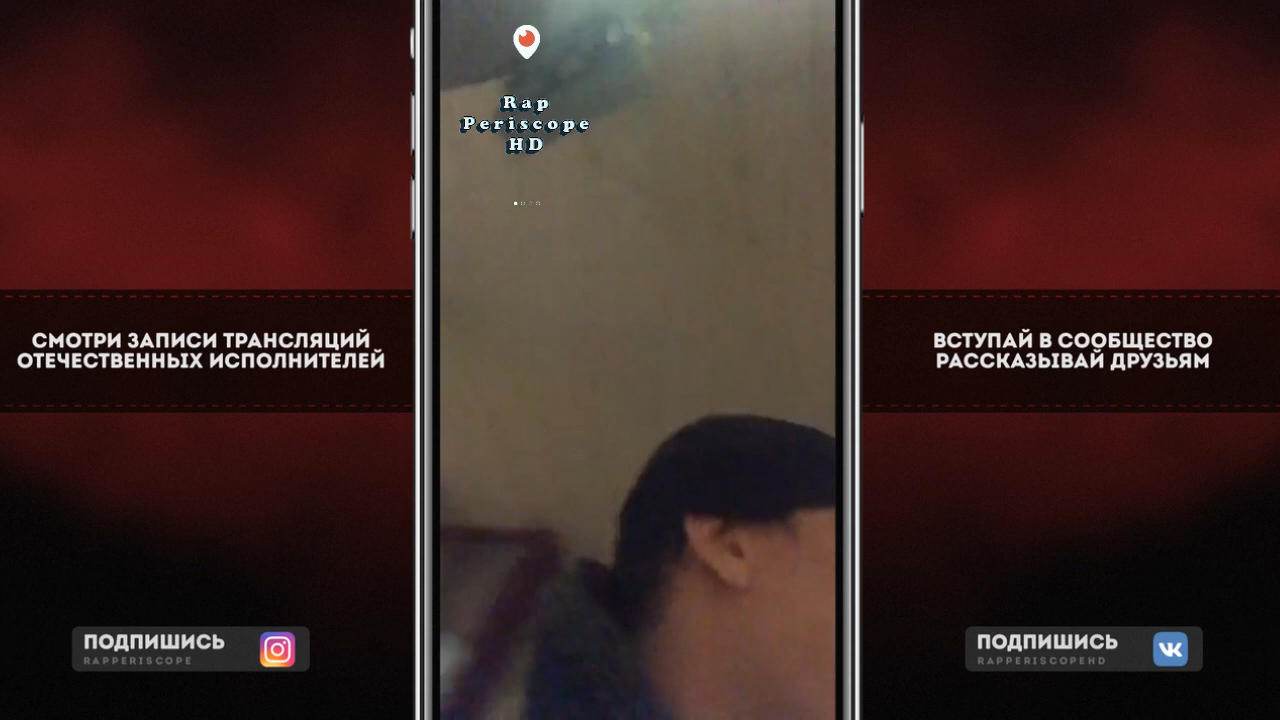 Rap
Periscope
HD
СМОТРИ ЗАПИСИ ТРАНСЛЯЦИЙ
ОТЕЧЕСТВЕННЫХ ИСПОЛНИТЕЛЕЙ
ВСТУПАЙ В СООБЩЕСТВО
РАССКАЗЫВАЙ ДРУЗЬЯМ
ПОДПИШИСЬ
RAPPERISCOPE
ПОДПИШИСЬ
RAPPERISCOPEHD